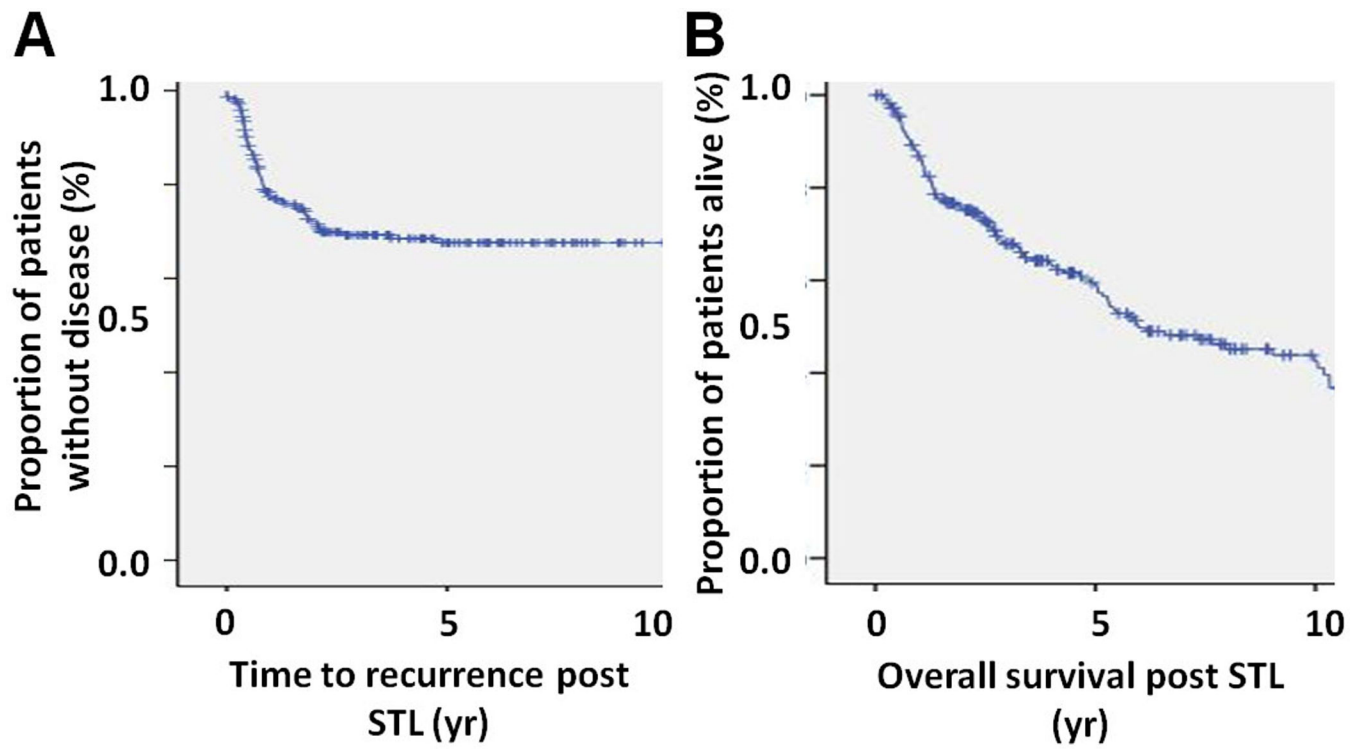 A
Proportion of patients
without disease (%)
1.0
0.5
0.0
0 5 10
Time to recurrence post
STL (yr)
B
Proportion of patients alive (%)
1.0
0.5
0.0
0 5 10
Overall survival post STL
(yr)